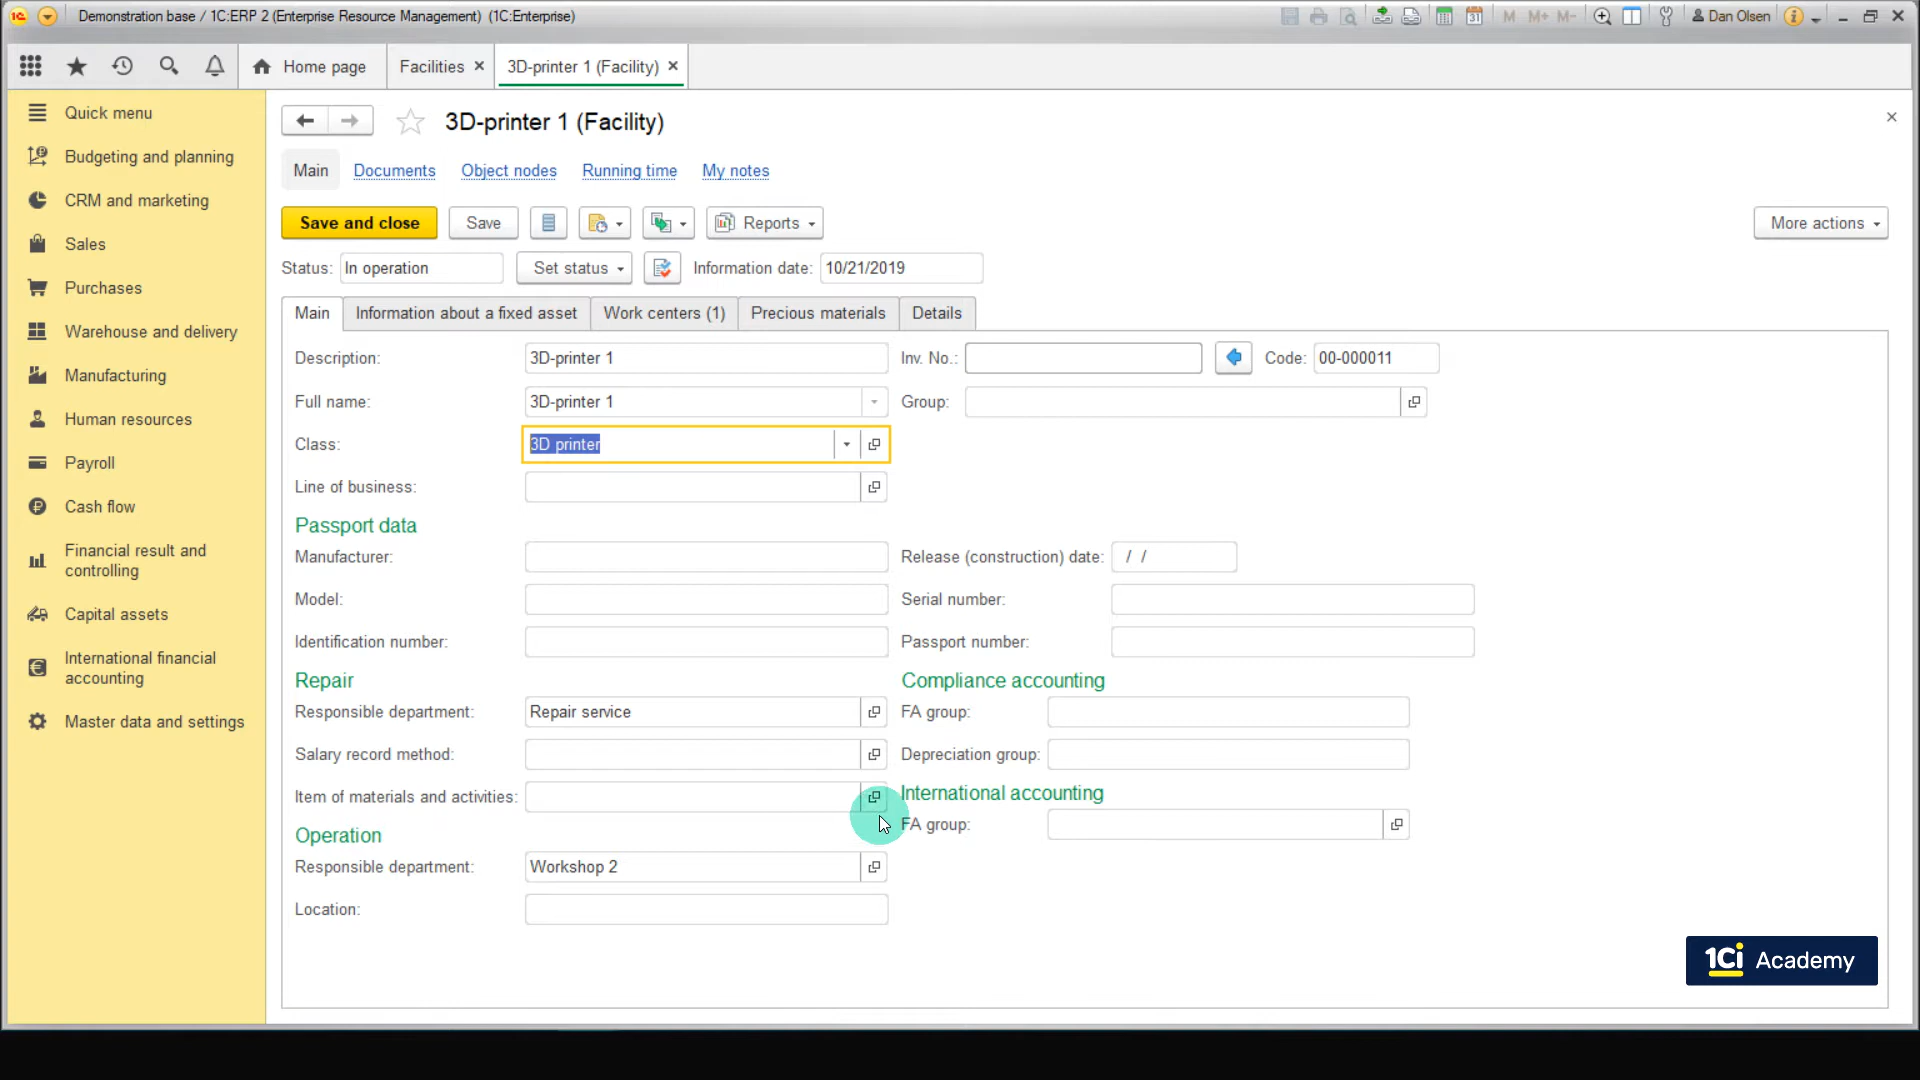 Demonstration base / 1C:ERP 2 (Enterprise Resource Management) (1C:Enterprise)
M M+ M-
Dan Olsen
Home page
Facilities
3D-printer 1 (Facility)
Quick menu
Budgeting and planning
CRM and marketing
Sales
Purchases
Warehouse and delivery
Manufacturing
Human resources
Payroll
Cash flow
Financial result and
controlling
Capital assets
International financial
accounting
Master data and settings
3D-printer 1 (Facility)
Main Documents Object nodes Running time My notes
Save and close Save Reports More actions
Status: In operation Set status Information date: 10/21/2019
Main Information about a fixed asset Work centers (1) Precious materials Details
Description: 3D-printer 1 Inv. No.: Code: 00-000011
Full name: 3D-printer 1 Group:
Class: 3D printer
Line of business:
Passport data
Manufacturer: Release (construction) date: / /
Model: Serial number:
Identification number: Passport number:
Repair Compliance accounting
Responsible department: Repair service FA group:
Salary record method: Depreciation group:
Item of materials and activities: International accounting
FA group:
Operation
Responsible department: Workshop 2
Location:
1Ci Academy